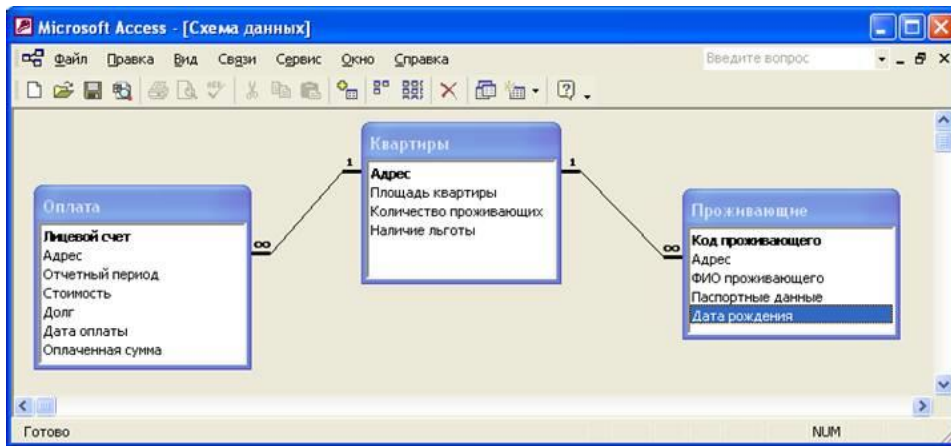 Microsoft Access - [Схема данных]
Файл Правка Вид Связи Сервис Окно Справка Введите вопрос
Квартиры
1 1
Адрес
Площадь квартиры
Количество проживающих
Наличие льготы
Оплата
∞
Лицевой счет
Адрес
Отчетный период
Стоимость
Долг
Дата оплаты
Оплаченная сумма
Проживающие
∞
Код проживающего
Адрес
ФИО проживающего
Паспортные данные
Дата рождения
Готово NUM